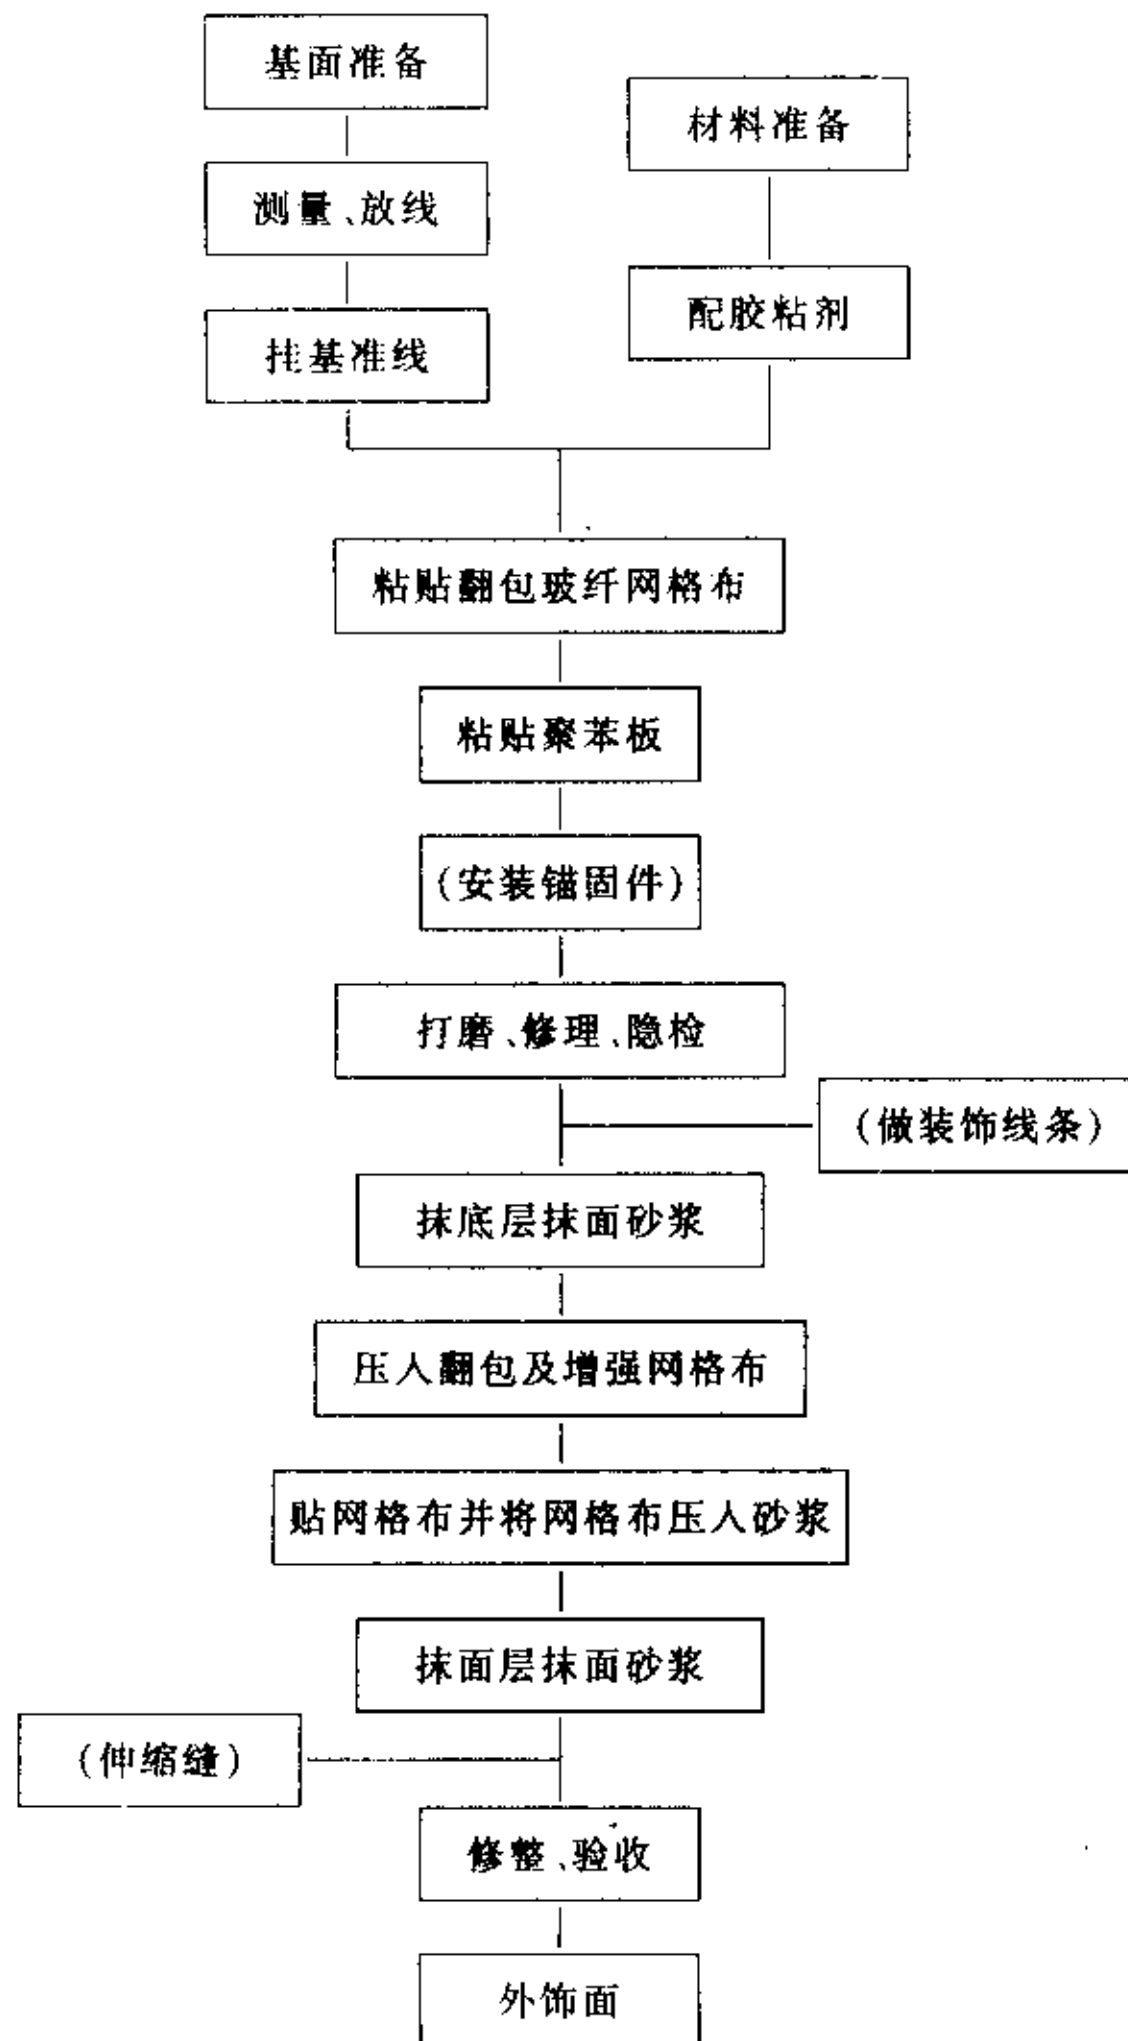 基面准备
材料准备
测量、放线
配胶粘剂
挂基准线
粘贴翻包玻纤网格布
粘贴聚苯板
(安装锚固件)
打磨、修理、隐检
(做装饰线条)
抹底层抹面砂浆
压人翻包及增强网格布
贴网格布并将网格布压人砂浆
抹面层抹面砂浆
(伸缩缝)
修整、验收
外饰面